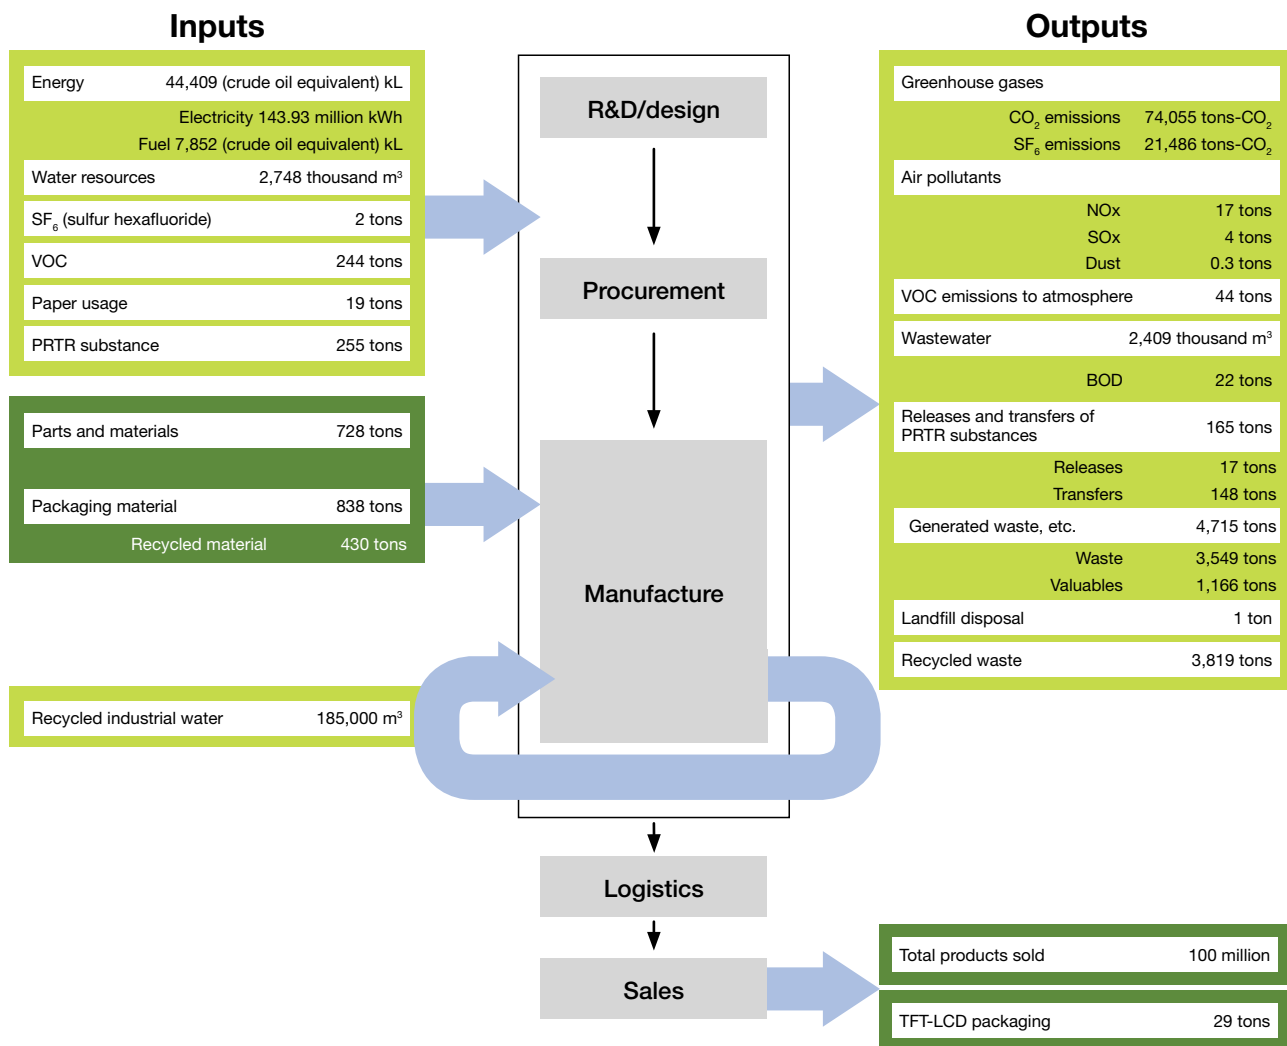 Inputs
Energy 44,409 (crude oil equivalent) kL
Electricity 143.93 million kWh
Fuel 7,852 (crude oil equivalent) kL
Water resources 2,748 thousand m³
SF₆ (sulfur hexafluoride) 2 tons
VOC 244 tons
Paper usage 19 tons
PRTR substance 255 tons
Parts and materials 728 tons
Packaging material 838 tons
Recycled material 430 tons
Recycled industrial water 185,000 m³
R&D/design
Procurement
Manufacture
Logistics
Sales
Outputs
Greenhouse gases
CO₂ emissions 74,055 tons-CO₂
SF₆ emissions 21,486 tons-CO₂
Air pollutants
NOx 17 tons
SOx 4 tons
Dust 0.3 tons
VOC emissions to atmosphere 44 tons
Wastewater 2,409 thousand m³
BOD 22 tons
Releases and transfers of
PRTR substances 165 tons
Releases 17 tons
Transfers 148 tons
Generated waste, etc. 4,715 tons
Waste 3,549 tons
Valuables 1,166 tons
Landfill disposal 1 ton
Recycled waste 3,819 tons
Total products sold 100 million
TFT-LCD packaging 29 tons